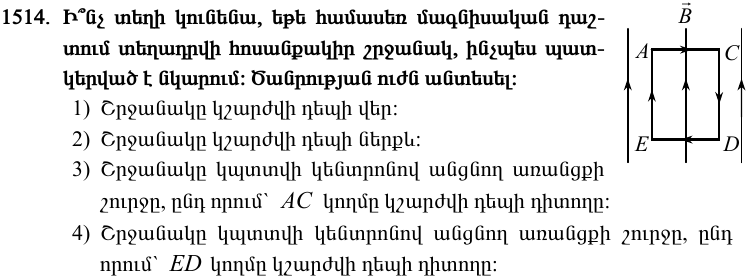 1514. Ի՞նչ տեղի կունենա, եթե համասեռ մագնիսական դաշ-
տում տեղադրվի հոսանքակիր շրջանակ, ինչպես պատ-
կերված է նկարում: Ծանրության ուժն անտեսել:
1) Շրջանակը կշարժվի դեպի վեր:
2) Շրջանակը կշարժվի դեպի ներքև:
3) Շրջանակը կպտտվի կենտրոնով անցնող առանցքի
շուրջը, ընդ որում՝ AC կողմը կշարժվի դեպի դիտողը:
4) Շրջանակը կպտտվի կենտրոնով անցնող առանցքի շուրջը, ընդ
որում՝ ED կողմը կշարժվի դեպի դիտողը:
B⃗
A C
E D